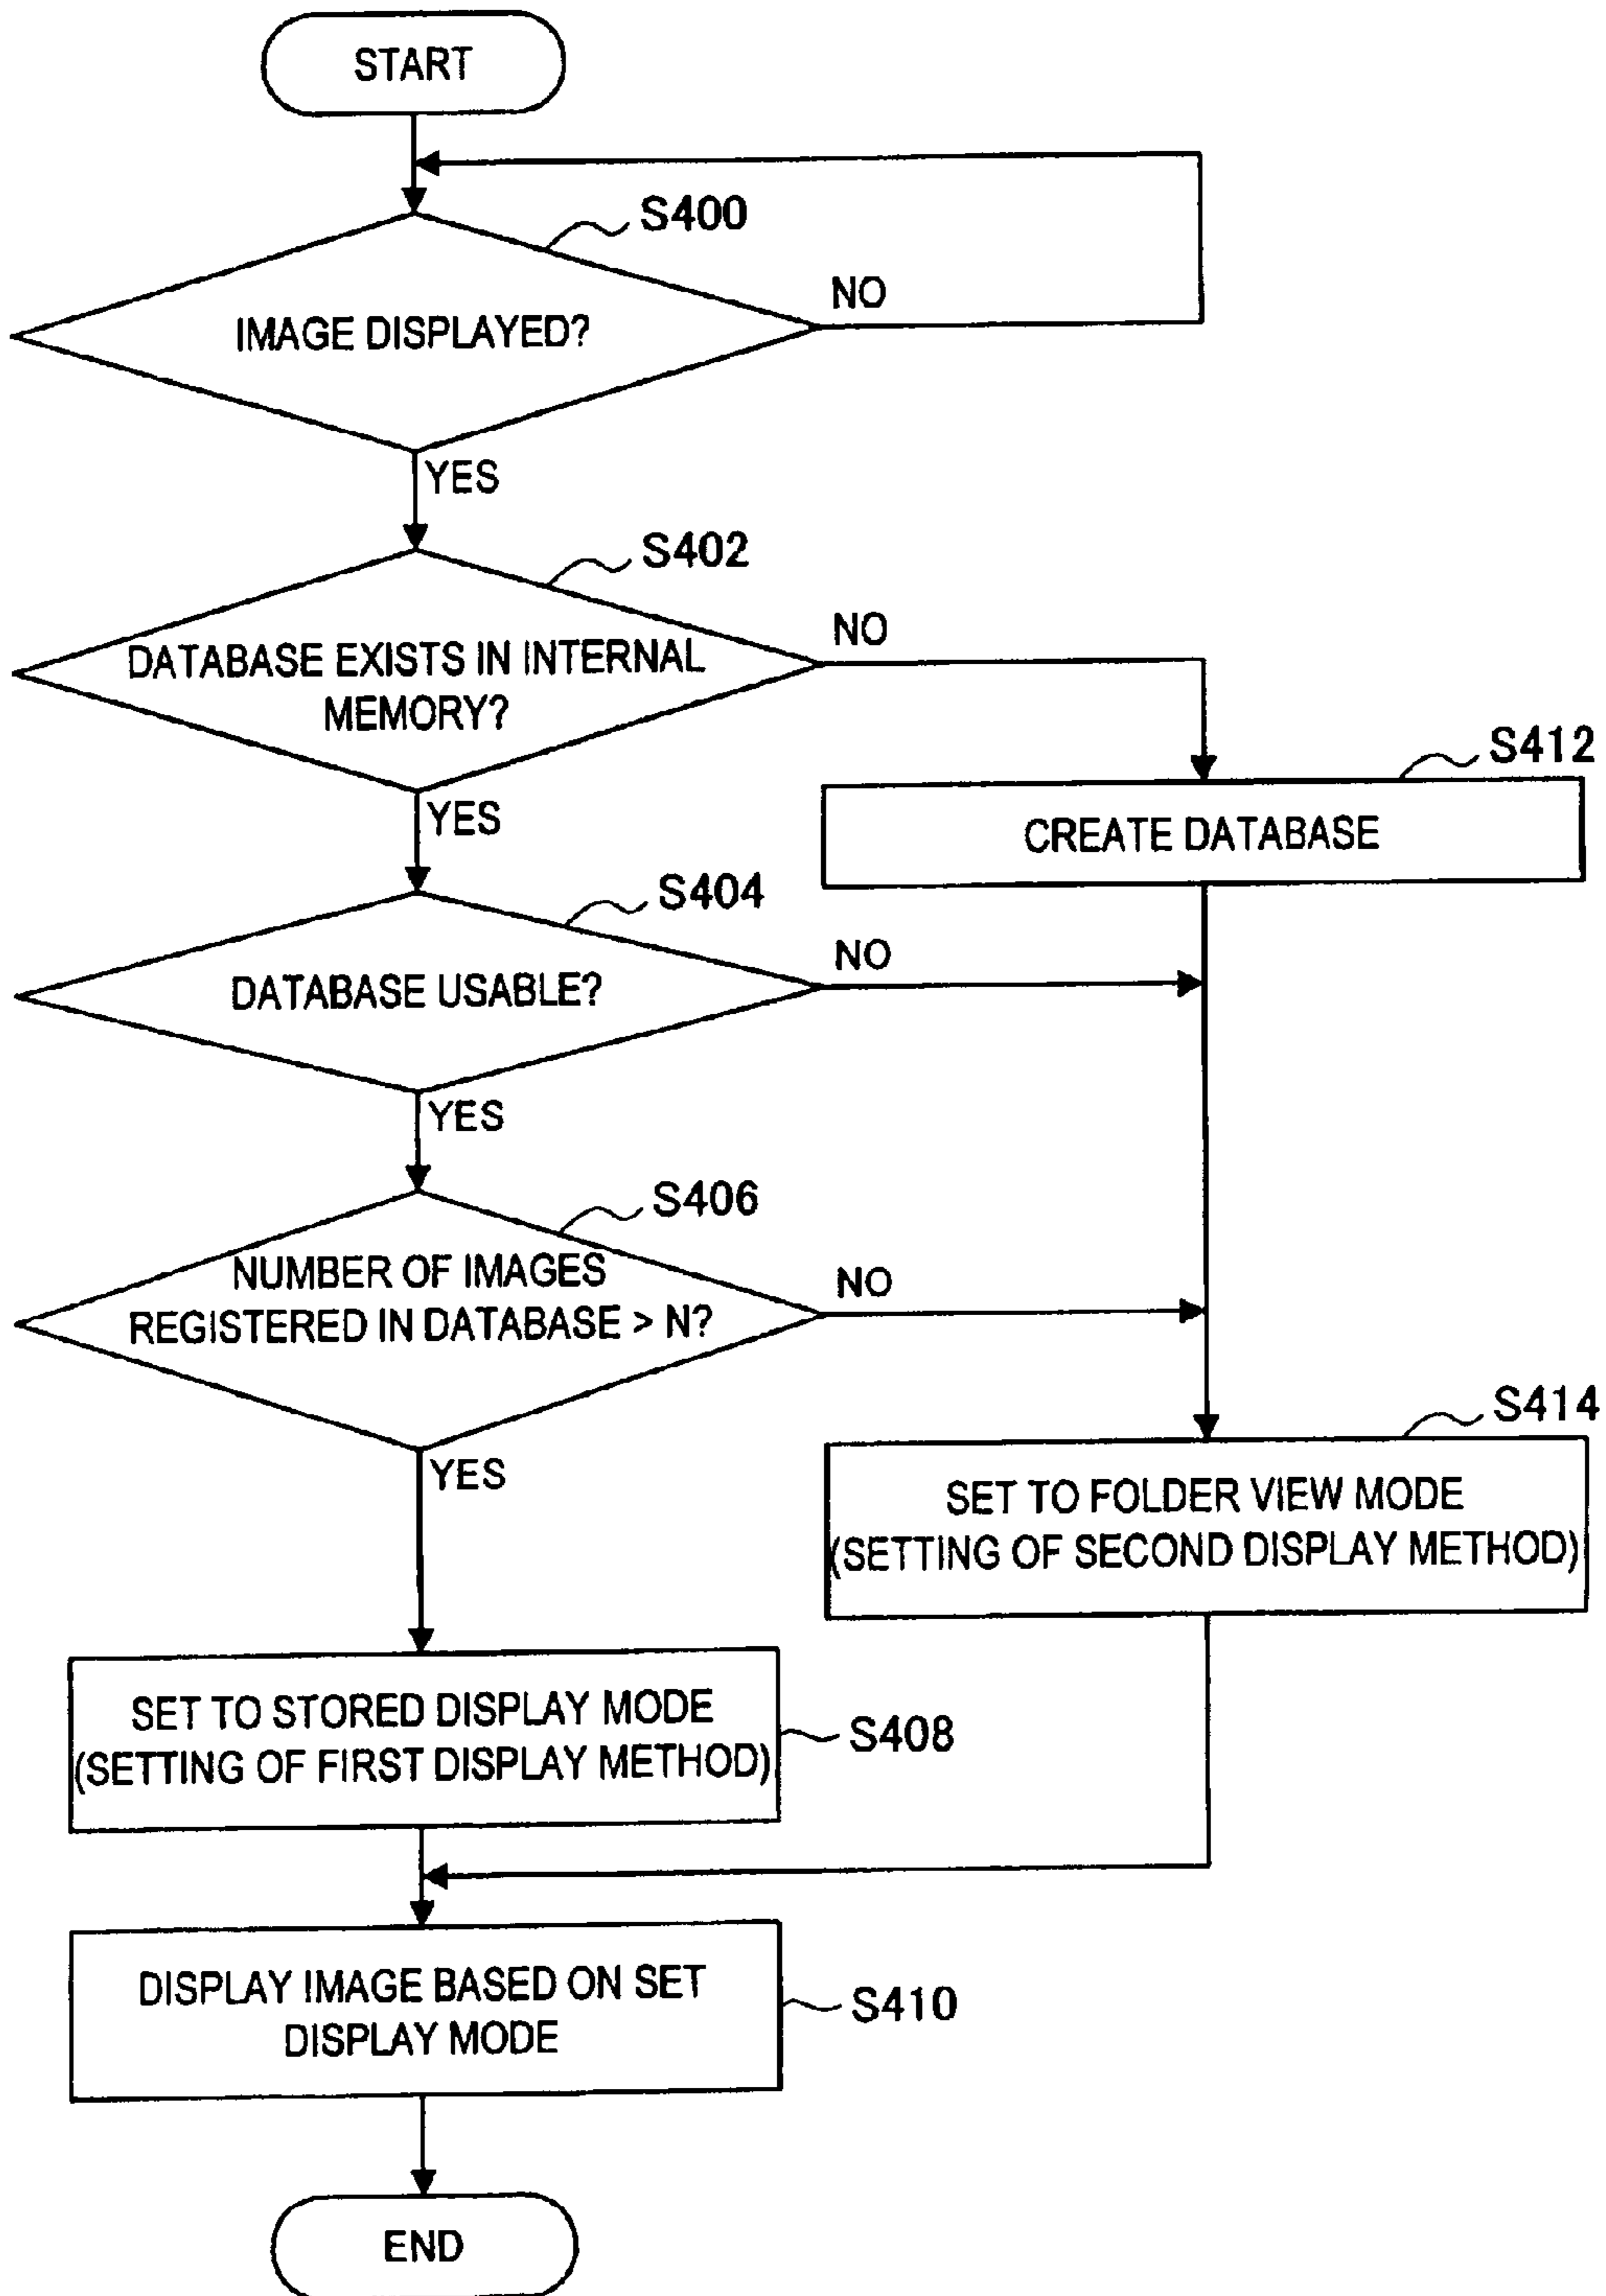 START
S400
NO
IMAGE DISPLAYED?
YES
S402
NO
DATABASE EXISTS IN INTERNAL
MEMORY?
YES
S412
CREATE DATABASE
S404
NO
DATABASE USABLE?
YES
S406
NUMBER OF IMAGES
REGISTERED IN DATABASE > N?
NO
YES
S414
SET TO FOLDER VIEW MODE
(SETTING OF SECOND DISPLAY METHOD)
SET TO STORED DISPLAY MODE
(SETTING OF FIRST DISPLAY METHOD)
S408
DISPLAY IMAGE BASED ON SET
DISPLAY MODE
S410
END